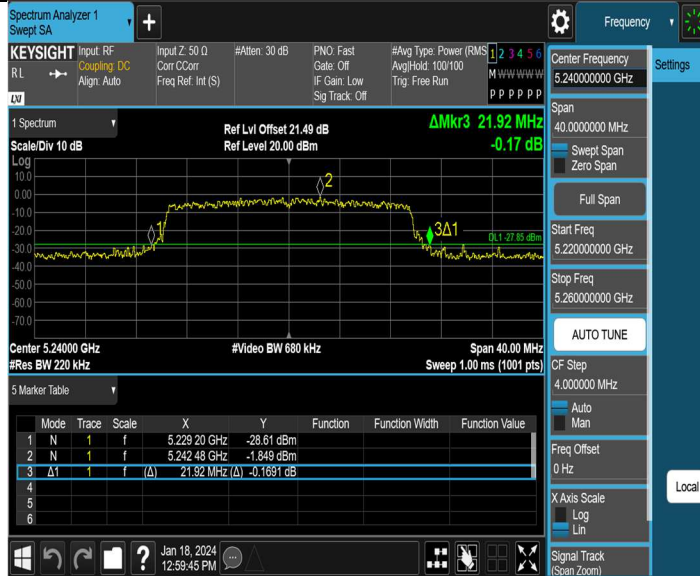 Spectrum Analyzer 1
Swept SA
+
Frequency
KEYSIGHT
RL
LXI
Input: RF
Coupling: DC
Align: Auto
Input Z: 50 Ω
Corr CCorr
Freq Ref: Int (S)
#Atten: 30 dB
PNO: Fast
Gate: Off
IF Gain: Low
Sig Track: Off
#Avg Type: Power (RMS
Avg|Hold: 100/100
Trig: Free Run
1 2 3 4 5 6
M W W W W W
P P P P P P
1 Spectrum
Scale/Div 10 dB
Log
Ref Lvl Offset 21.49 dB
Ref Level 20.00 dBm
ΔMkr3 21.92 MHz
-0.17 dB
10.0
0.00
-10.0
-20.0
-30.0
-40.0
-50.0
-60.0
-70.0
1
2
3Δ1
DL1 -27.85 dBm
Center 5.24000 GHz
#Video BW 680 kHz
Span 40.00 MHz
#Res BW 220 kHz
Sweep 1.00 ms (1001 pts)
5 Marker Table
Mode Trace Scale X Y Function Function Width Function Value
1 N 1 f 5.229 20 GHz -28.61 dBm
2 N 1 f 5.242 48 GHz -1.849 dBm
3 Δ1 1 f (Δ) 21.92 MHz (Δ) -0.1691 dB
4
5
6
?
Jan 18, 2024
12:59:45 PM
Center Frequency
5.240000000 GHz
Span
40.0000000 MHz
Swept Span
Zero Span
Full Span
Start Freq
5.220000000 GHz
Stop Freq
5.260000000 GHz
AUTO TUNE
CF Step
4.000000 MHz
Auto
Man
Freq Offset
0 Hz
X Axis Scale
Log
Lin
Signal Track
(Span Zoom)
Settings
Local